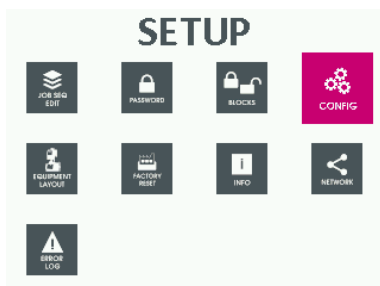 SETUP
JOB SEQ
EDIT
PASSWORD
BLOCKS
CONFIG
EQUIPMENT
LAYOUT
FACTORY
RESET
i
INFO
NETWORK
ERROR
LOG